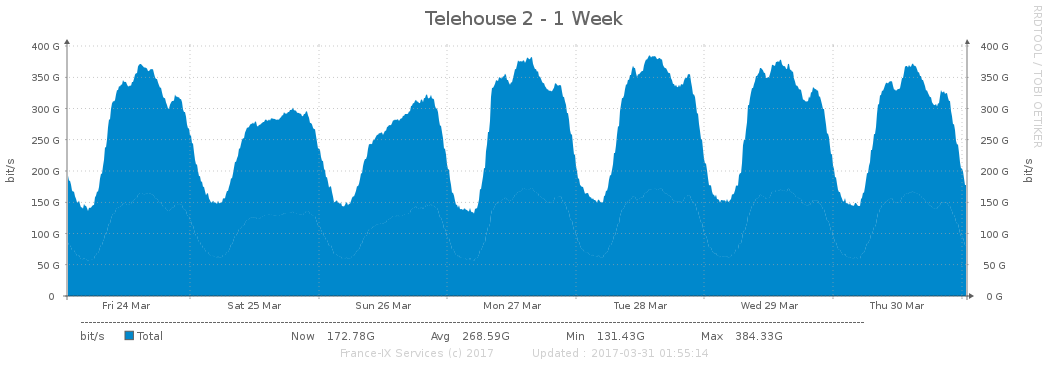 Telehouse 2 - 1 Week
RRDTOOL / TOBI OETIKER
400 G 400 G
350 G 350 G
300 G 300 G
250 G 250 G
200 G 200 G
150 G 150 G
100 G 100 G
50 G 50 G
0 0 G
bit/s
bit/s
Fri 24 Mar Sat 25 Mar Sun 26 Mar Mon 27 Mar Tue 28 Mar Wed 29 Mar Thu 30 Mar
bit/s Total Now 172.78G Avg 268.59G Min 131.43G Max 384.33G
France-IX Services (c) 2017 Updated : 2017-03-31 01:55:14